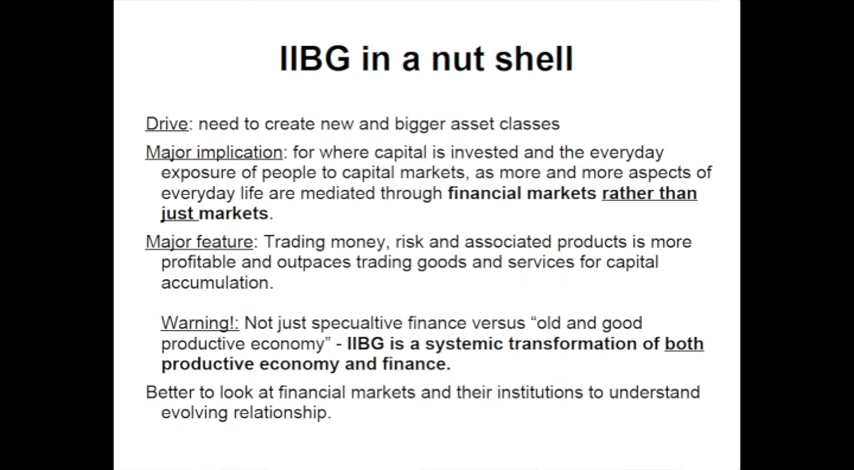 IIBG in a nut shell
Drive: need to create new and bigger asset classes
Major implication: for where capital is invested and the everyday
exposure of people to capital markets, as more and more aspects of
everyday life are mediated through financial markets rather than
just markets.
Major feature: Trading money, risk and associated products is more
profitable and outpaces trading goods and services for capital
accumulation.
Warning!: Not just specualtive finance versus “old and good
productive economy” - IIBG is a systemic transformation of both
productive economy and finance.
Better to look at financial markets and their institutions to understand
evolving relationship.